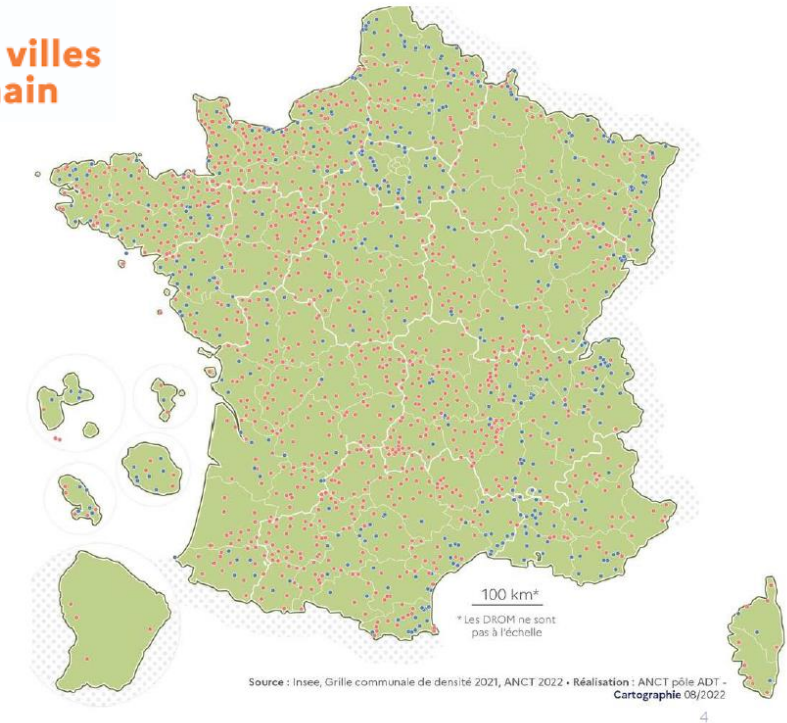 villes
100 km*
*Les DROM ne sont
pas à l'échelle
Source : Insee, Grille communale de densité 2021, ANCT 2022 • Réalisation : ANCT pôle ADT -
Cartographie 08/2022
4